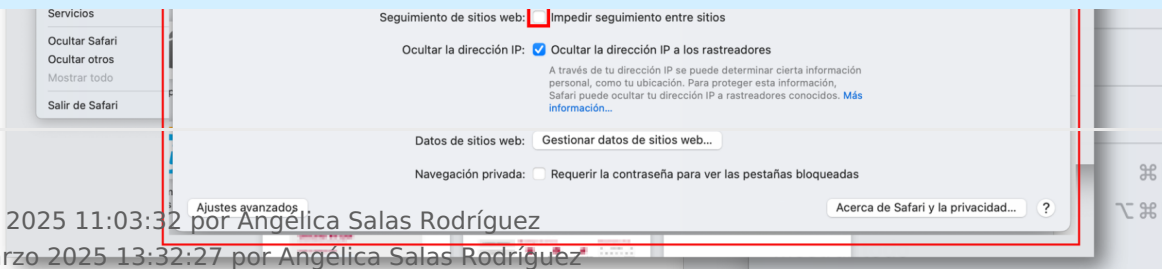 Servicios
Seguimiento de sitios web: Impedir seguimiento entre sitios
Ocultar Safari
Ocultar la dirección IP: Ocultar la dirección IP a los rastreadores
Ocultar otros
Mostrar todo
A través de tu dirección IP se puede determinar cierta información
personal, como tu ubicación. Para proteger esta información,
Safari puede ocultar tu dirección IP a rastreadores conocidos. Más
información...
Salir de Safari
Datos de sitios web: Gestionar datos de sitios web...
Navegación privada: Requerir la contraseña para ver las pestañas bloqueadas
⌘
Ajustes avanzados
Acerca de Safari y la privacidad... ?
⌥⌘
2025 11:03:32 por Angélica Salas Rodríguez
rzo 2025 13:32:27 por Angélica Salas Rodríguez